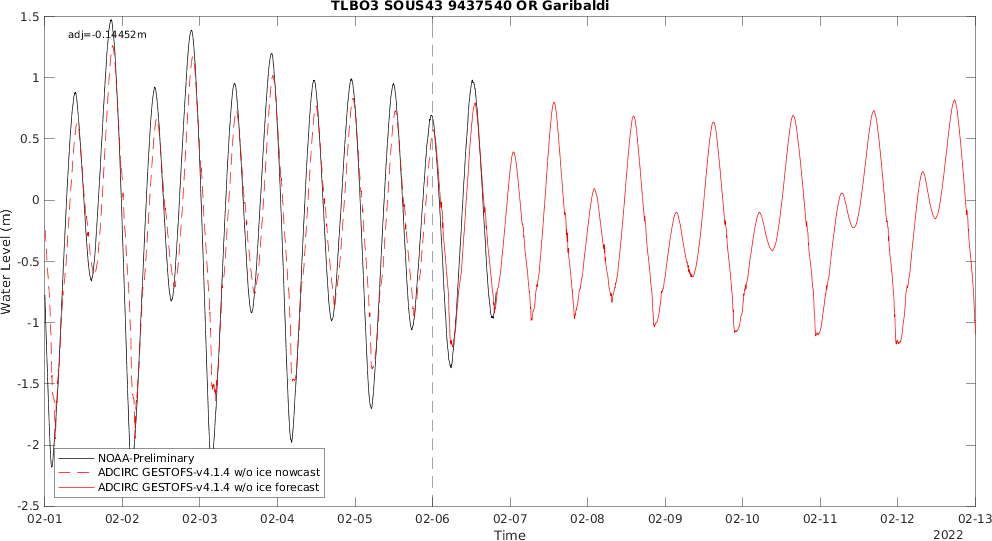 TLBO3 SOUS43 9437540 OR Garibaldi
adj=-0.14452m
1.5
1
0.5
0
-0.5
-1
-1.5
-2
-2.5
Water Level (m)
NOAA-Preliminary
ADCIRC GESTOFS-v4.1.4 w/o ice nowcast
ADCIRC GESTOFS-v4.1.4 w/o ice forecast
02-01 02-02 02-03 02-04 02-05 02-06 02-07 02-08 02-09 02-10 02-11 02-12 02-13
Time
2022